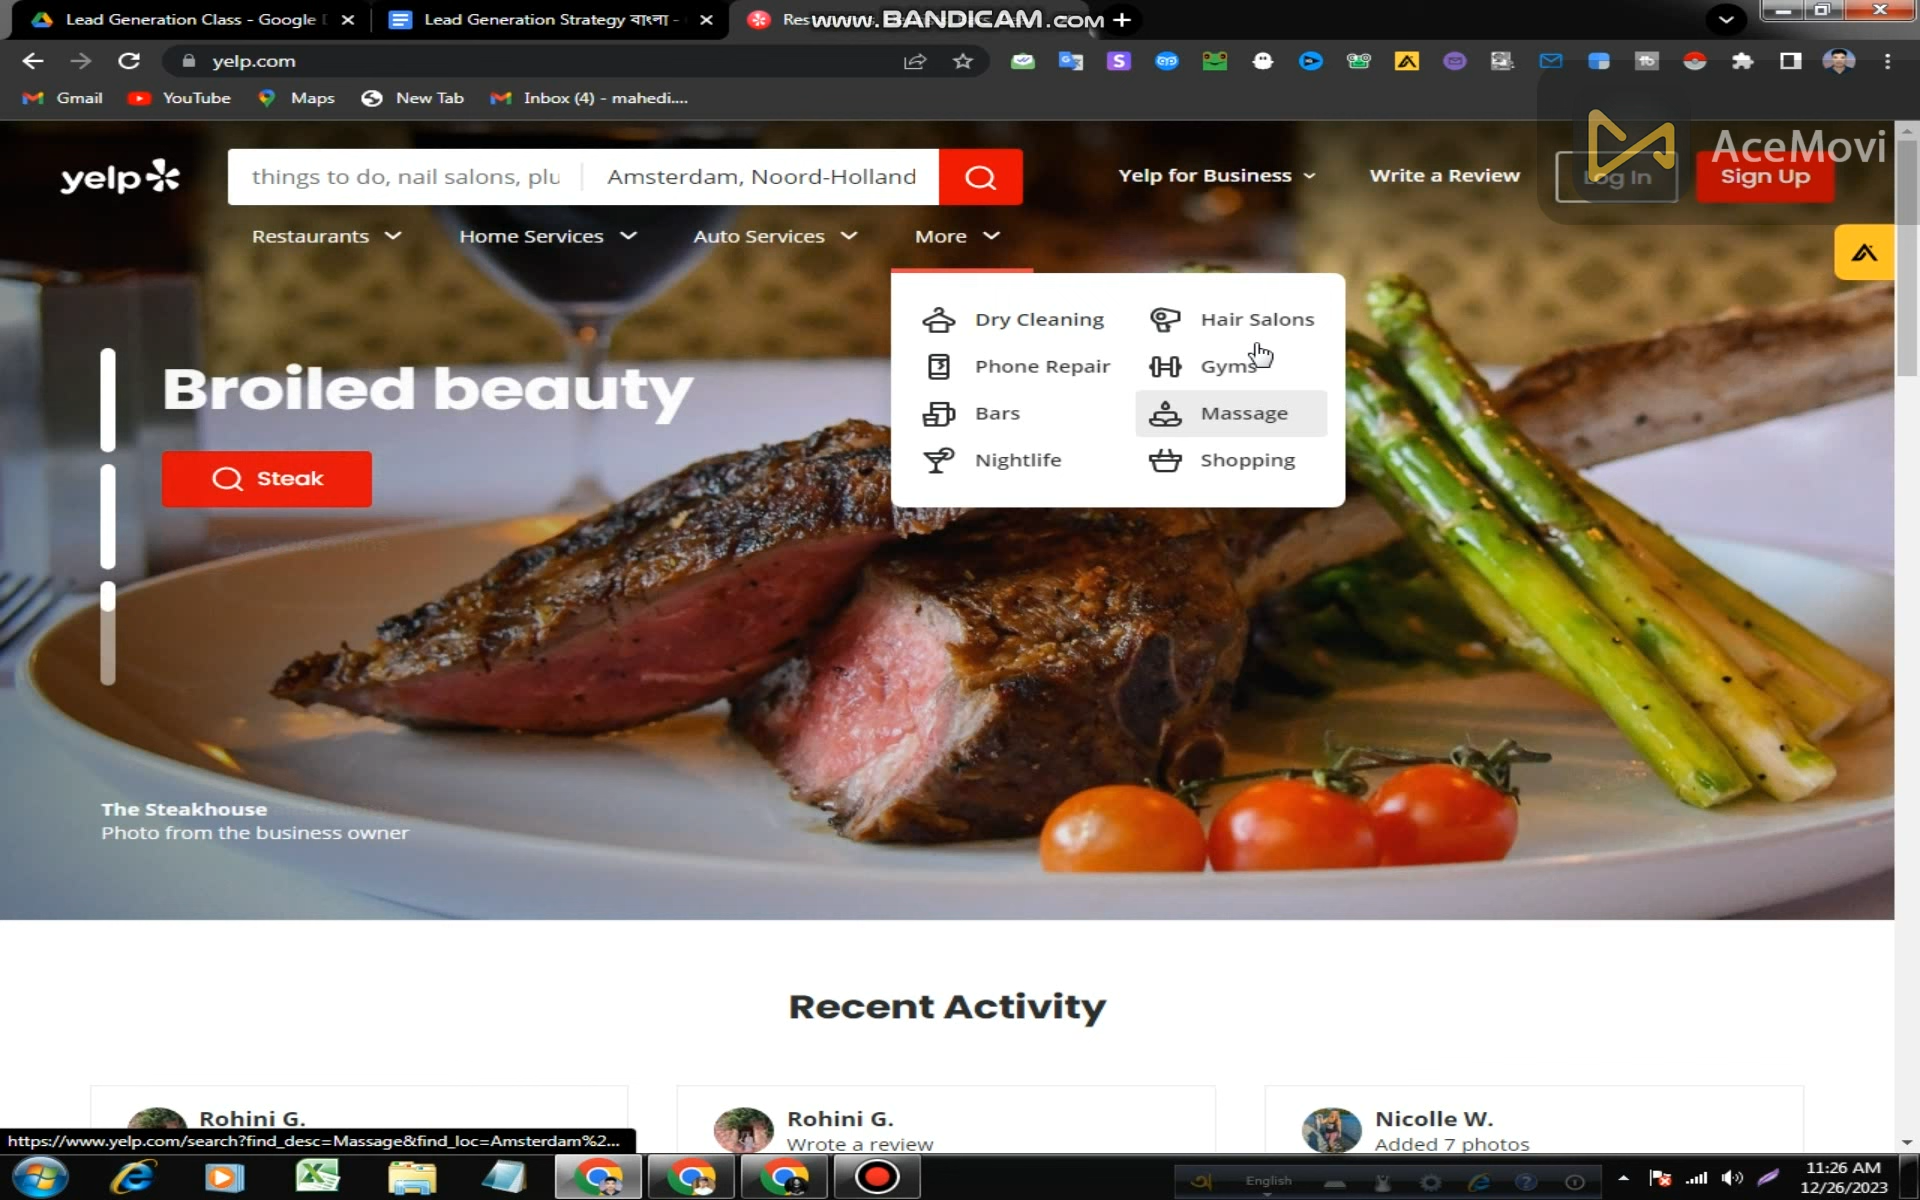 Lead Generation Class - Google
Lead Generation Strategy বাংলা -
Res
www.BANDICAM.com
yelp.com
Gmail
YouTube
Maps
New Tab
Inbox (4) - mahedi....
AceMovi
yelp
things to do, nail salons, plu
Amsterdam, Noord-Holland
Yelp for Business
Write a Review
Log In
Sign Up
Restaurants
Home Services
Auto Services
More
Dry Cleaning
Hair Salons
Phone Repair
Gyms
Bars
Massage
Nightlife
Shopping
Broiled beauty
Steak
The Steakhouse
Photo from the business owner
Recent Activity
Rohini G.
Rohini G.
Wrote a review
Nicolle W.
Added 7 photos
https://www.yelp.com/search?find_desc=Massage&find_loc=Amsterdam%2...
English
11:26 AM
12/26/2023